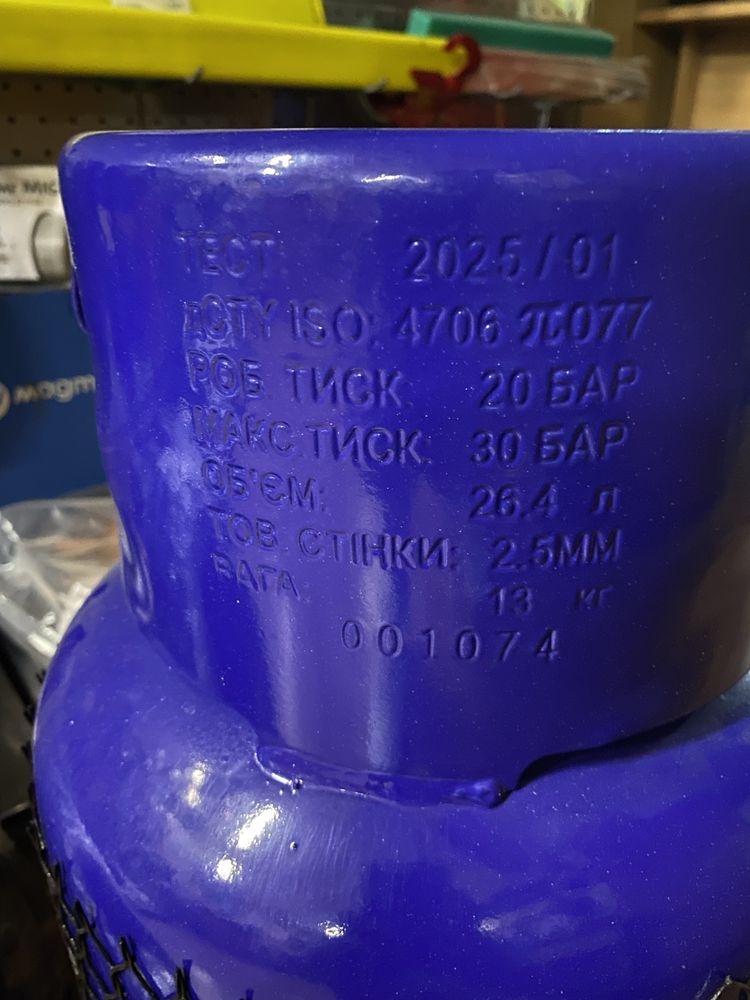 ТЕСТ. 2025/01
ДСТУ ISO: 4706 π077
РОБ. ТИСК. 20 БАР
МАКС.ТИСК. 30 БАР
ОБ'ЄМ: 26.4 л
ТОВ. СТІНКИ: 2.5ММ
ВАГА. 13 кг
001074